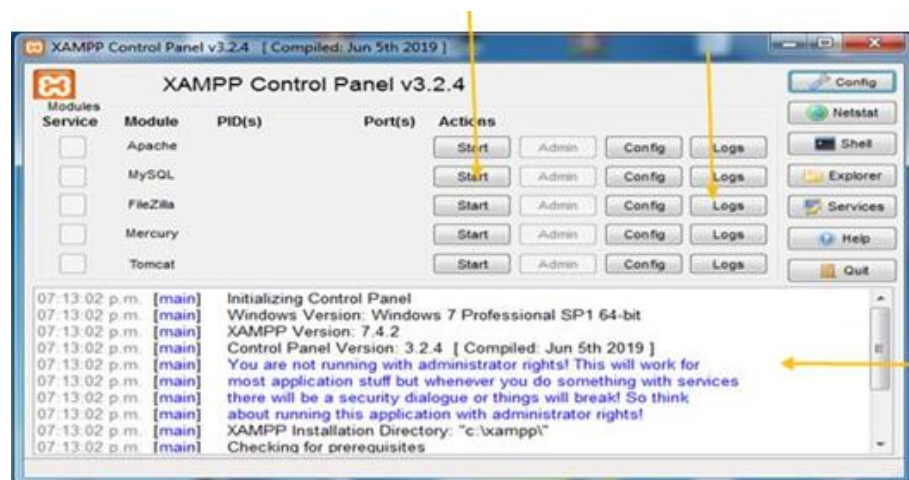 XAMPP Control Panel v3.2.4 [ Compiled: Jun 5th 2019 ]
XAMPP Control Panel v3.2.4
Config
Modules
Service Module PID(s) Port(s) Actions
Netstat
Apache Start Admin Config Logs
Shell
MySQL Start Admin Config Logs
Explorer
FileZilla Start Admin Config Logs
Services
Mercury Start Admin Config Logs
Help
Tomcat Start Admin Config Logs
Quit
07:13:02 p.m. [main] Initializing Control Panel
07:13:02 p.m. [main] Windows Version: Windows 7 Professional SP1 64-bit
07:13:02 p.m. [main] XAMPP Version: 7.4.2
07:13:02 p.m. [main] Control Panel Version: 3.2.4 [ Compiled: Jun 5th 2019 ]
07:13:02 p.m. [main] You are not running with administrator rights! This will work for
07:13:02 p.m. [main] most application stuff but whenever you do something with services
07:13:02 p.m. [main] there will be a security dialogue or things will break! So think
07:13:02 p.m. [main] about running this application with administrator rights!
07:13:02 p.m. [main] XAMPP Installation Directory: "c:\xampp\"
07:13:02 p.m. [main] Checking for prerequisites